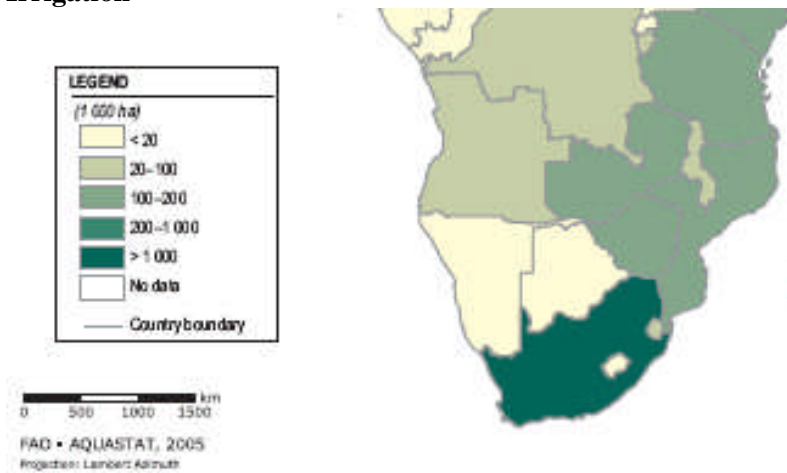 Irrigation
LEGEND
(1 000 ha)
< 20
20–100
100–200
200–1 000
> 1 000
No data
Country boundary
km
0 500 1000 1500
FAO • AQUASTAT, 2005
Projection: Lambert Azimuth